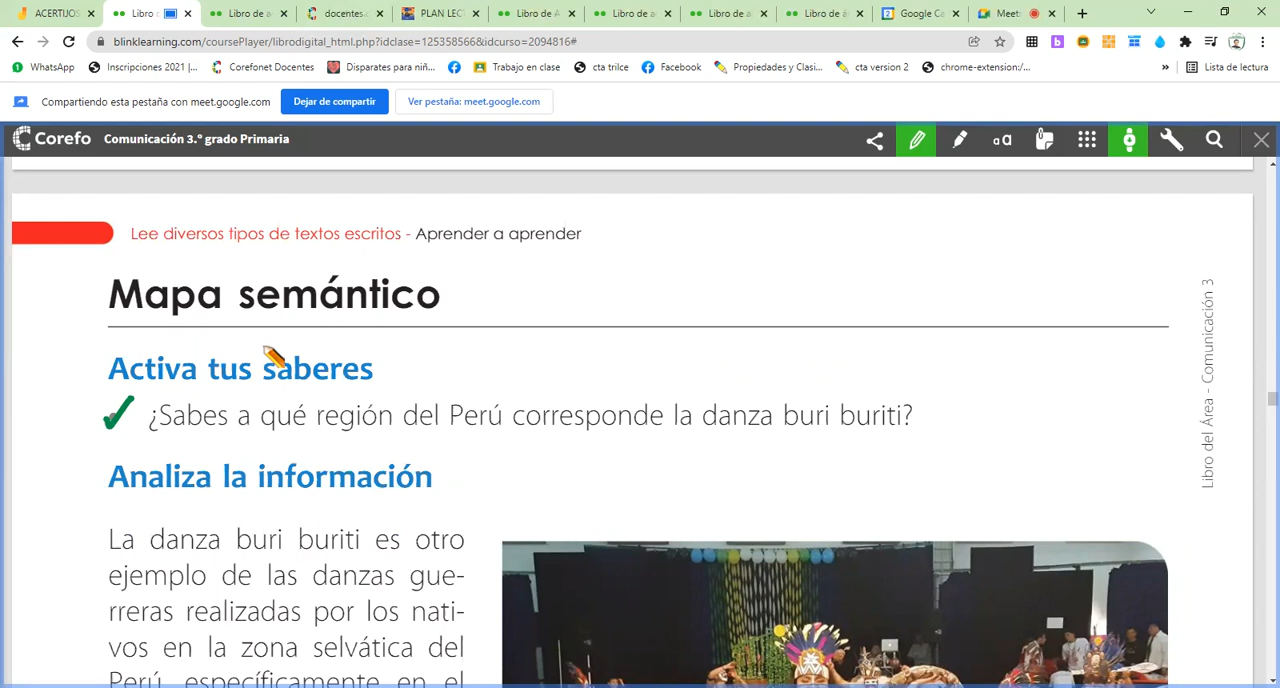 ACERTIJOS
Libro d
Libro de a
docentes.c
PLAN LEC
Libro de A
Libro de ac
Libro de a
Libro de á
Google Ca
Meet:
blinklearning.com/coursePlayer/librodigital_html.php?idclase=125358566&idcurso=2094816#
WhatsApp
Inscripciones 2021 |...
Corefonet Docentes
Disparates para niñ...
Trabajo en clase
cta trilce
Facebook
Propiedades y Clasi...
cta version 2
chrome-extension:/...
»
Lista de lectura
Compartiendo esta pestaña con meet.google.com
Dejar de compartir
Ver pestaña: meet.google.com
Corefo
Comunicación 3.º grado Primaria
aA
Lee diversos tipos de textos escritos - Aprender a aprender
Mapa semántico
Activa tus saberes
¿Sabes a qué región del Perú corresponde la danza buri buriti?
Analiza la información
La danza buri buriti es otro
ejemplo de las danzas gue-
rreras realizadas por los nati-
vos en la zona selvática del
Perú, específicamente en el
Libro del Área - Comunicación 3